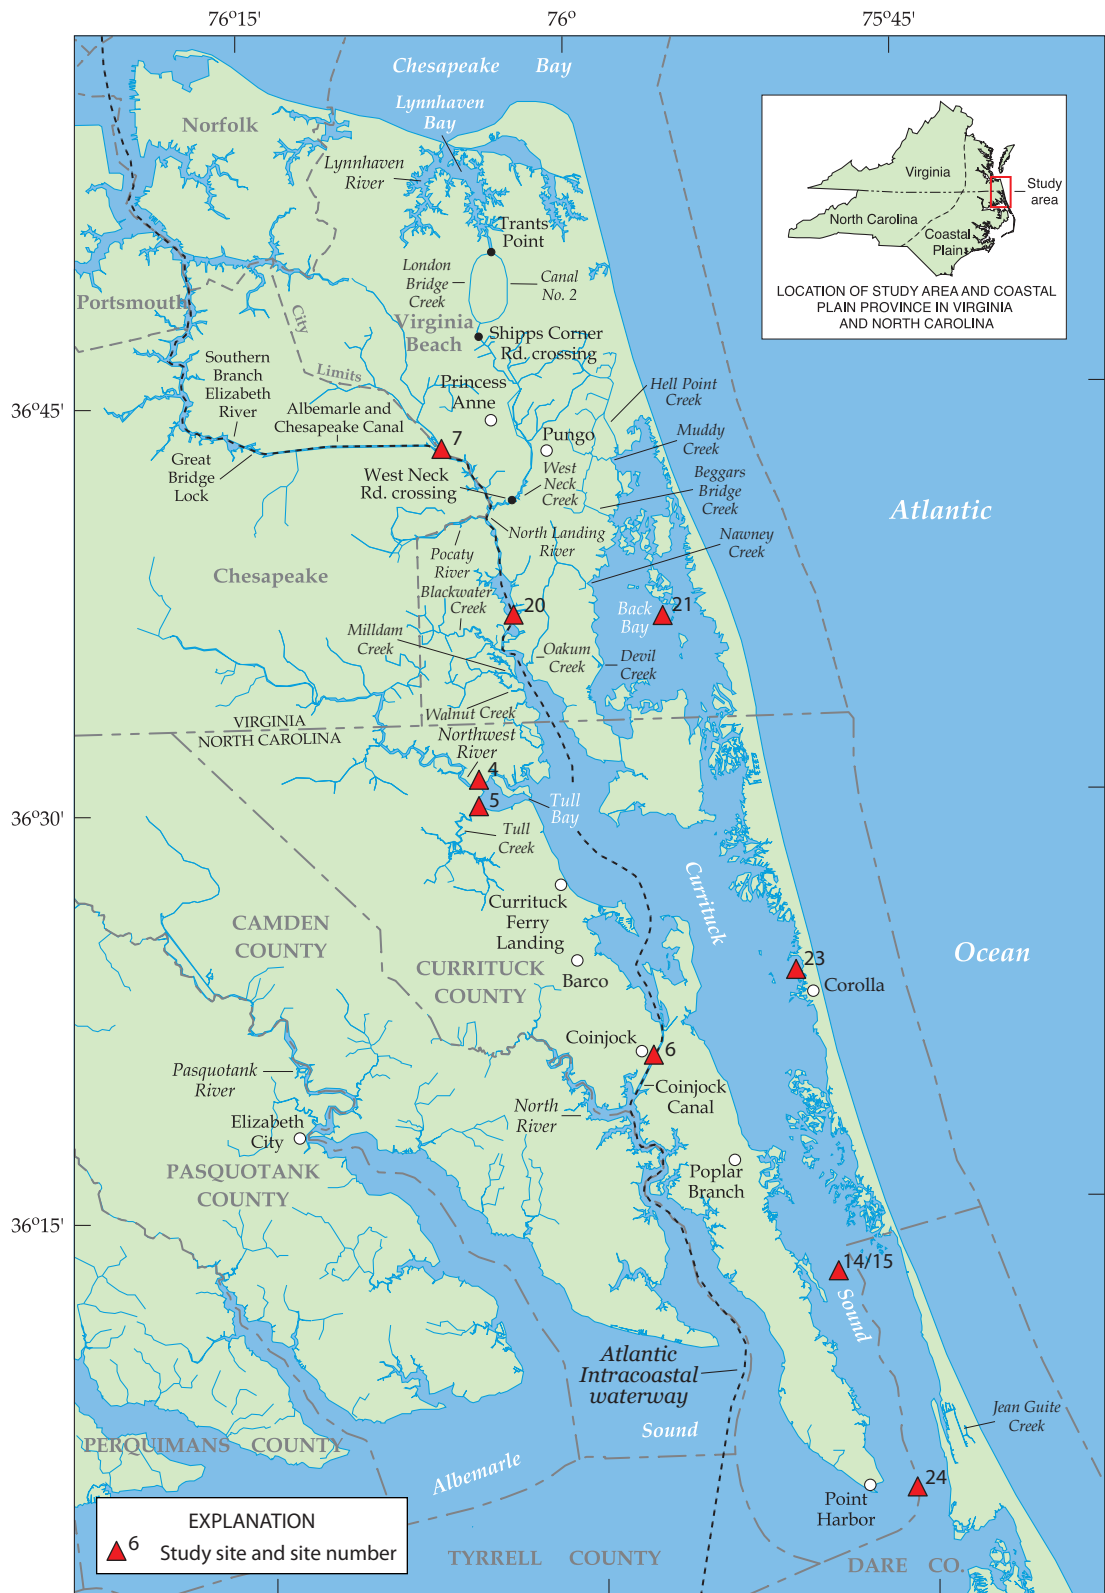 76°15'
76°
75°45'
Chesapeake Bay
Lynnhaven
Bay
Norfolk
Lynnhaven
River
Virginia
Study
area
North Carolina
Coastal
Plain
LOCATION OF STUDY AREA AND COASTAL
PLAIN PROVINCE IN VIRGINIA
AND NORTH CAROLINA
Trants
Point
London
Bridge
Creek
Canal
No. 2
Portsmouth
City
Limits
Virginia
Beach
Shipps Corner
Rd. crossing
Southern
Branch
Elizabeth
River
Princess
Anne
Hell Point
Creek
36°45'
Albemarle and
Chesapeake Canal
7
Pungo
Muddy
Creek
Great
Bridge
Lock
West Neck
Rd. crossing
West
Neck
Creek
Beggars
Bridge
Creek
Atlantic
North Landing
River
Nawney
Creek
Pocaty
River
Chesapeake
Blackwater
Creek
20
Back
Bay
21
Milldam
Creek
Oakum
Creek
Devil
Creek
Walnut Creek
VIRGINIA
NORTH CAROLINA
Northwest
River
4
5
Tull
Bay
36°30'
Tull
Creek
Currituck
Currituck
Ferry
Landing
CAMDEN
COUNTY
Ocean
CURRITUCK
COUNTY
Barco
23
Corolla
Coinjock
6
Pasquotank
River
Coinjock
Canal
North
River
Elizabeth
City
PASQUOTANK
COUNTY
Poplar
Branch
36°15'
14/15
Sound
Atlantic
Intracoastal
waterway
Jean Guite
Creek
Sound
PERQUIMANS COUNTY
Albemarle
24
Point
Harbor
EXPLANATION
6 Study site and site number
TYRRELL COUNTY
DARE CO.